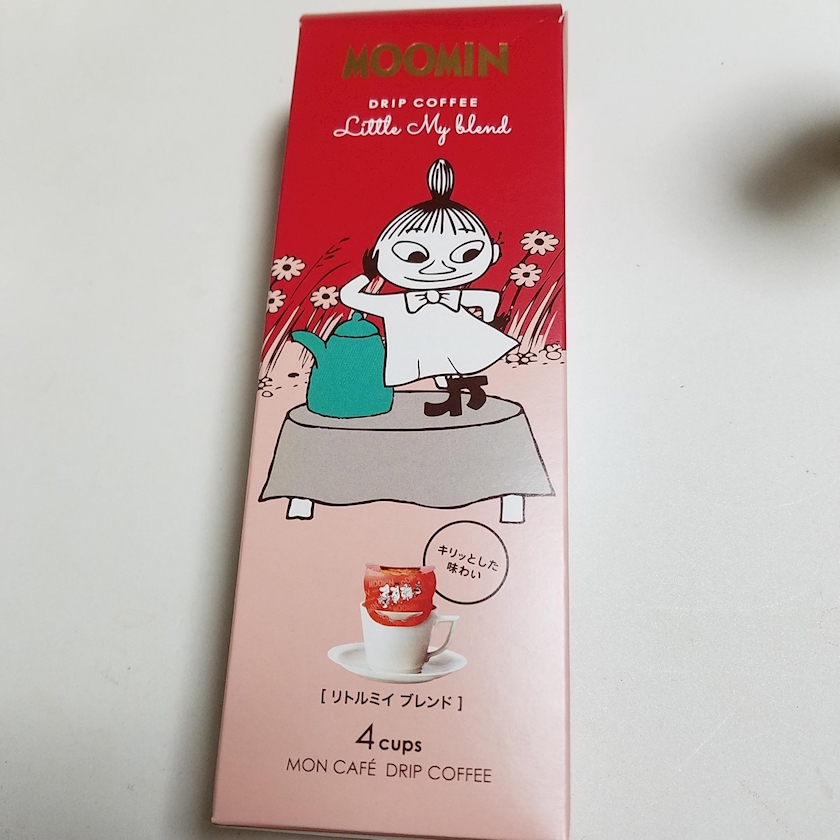 MOOMIN
DRIP COFFEE
Little My blend
キリッとした
味わい
MOOMIN
[ リトルミイ ブレンド ]
4 cups
MON CAFÉ DRIP COFFEE